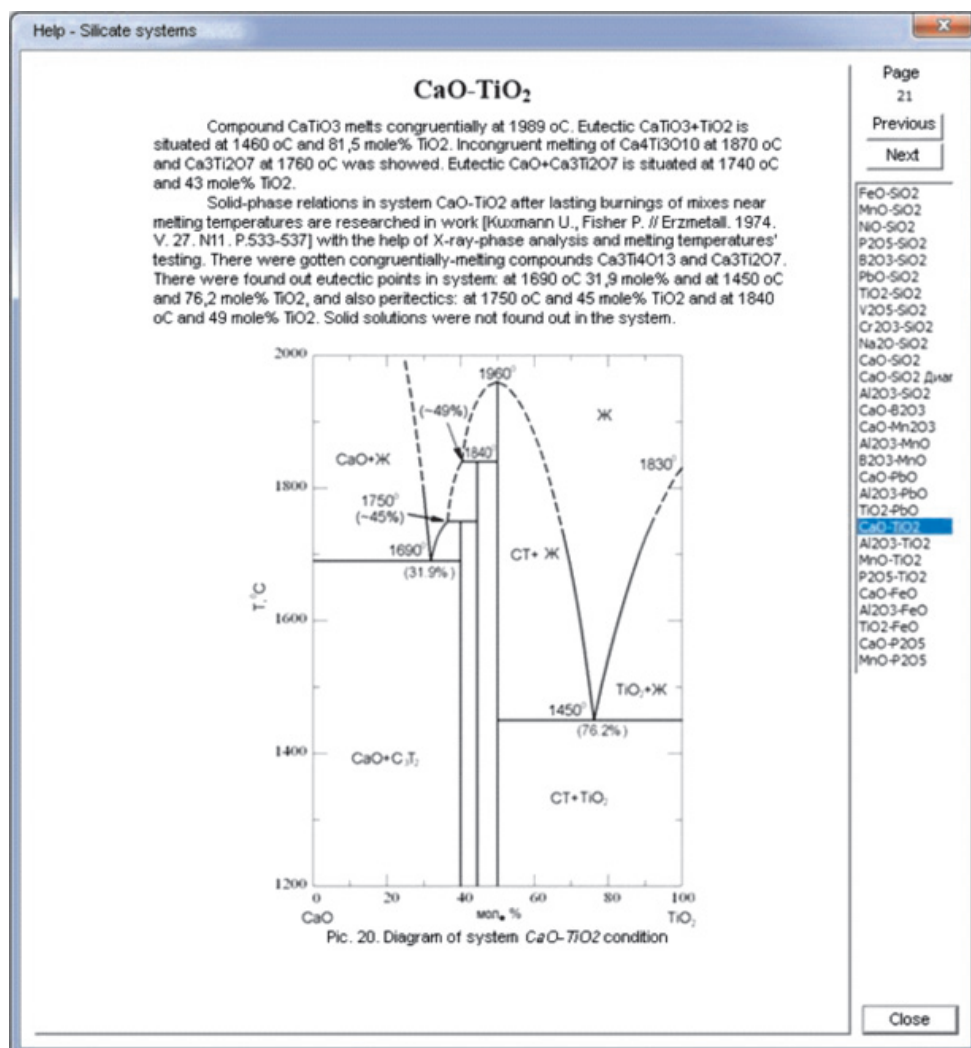 Help - Silicate systems
CaO-TiO₂
Compound CaTiO3 melts congruentially at 1989 oC. Eutectic CaTiO3+TiO2 is
situated at 1460 oC and 81,5 mole% TiO2. Incongruent melting of Ca4Ti3O10 at 1870 oC
and Ca3Ti2O7 at 1760 oC was showed. Eutectic CaO+Ca3Ti2O7 is situated at 1740 oC
and 43 mole% TiO2.
Solid-phase relations in system CaO-TiO2 after lasting burnings of mixes near
melting temperatures are researched in work [Kuxmann U., Fisher P. // Erzmetall. 1974.
V. 27. N11. P.533-537] with the help of X-ray-phase analysis and melting temperatures'
testing. There were gotten congruentially-melting compounds Ca3Ti4O13 and Ca3Ti2O7.
There were found out eutectic points in system: at 1690 oC 31,9 mole% and at 1450 oC
and 76,2 mole% TiO2, and also peritectics: at 1750 oC and 45 mole% TiO2 and at 1840
oC and 49 mole% TiO2. Solid solutions were not found out in the system.
2000
1960⁰
(~49%)
Ж
CaO+Ж
1840⁰
1830⁰
1800
1750⁰
(~45%)
1690⁰
CT+ Ж
(31.9%)
T,⁰C
1600
TiO₂+Ж
1450⁰
(76.2%)
1400
CaO+C₃T₂
CT+TiO₂
1200
0
20
40
60
80
100
CaO
мол. %
TiO₂
Pic. 20. Diagram of system CaO-TiO2 condition
Page
21
Previous
Next
FeO-SiO2
MnO-SiO2
NiO-SiO2
P2O5-SiO2
B2O3-SiO2
PbO-SiO2
TiO2-SiO2
V2O5-SiO2
Cr2O3-SiO2
Na2O-SiO2
CaO-SiO2
CaO-SiO2 Диаг
Al2O3-SiO2
CaO-B2O3
CaO-Mn2O3
Al2O3-MnO
B2O3-MnO
CaO-PbO
Al2O3-PbO
TiO2-PbO
CaO-TiO2
Al2O3-TiO2
MnO-TiO2
P2O5-TiO2
CaO-FeO
Al2O3-FeO
TiO2-FeO
CaO-P2O5
MnO-P2O5
Close